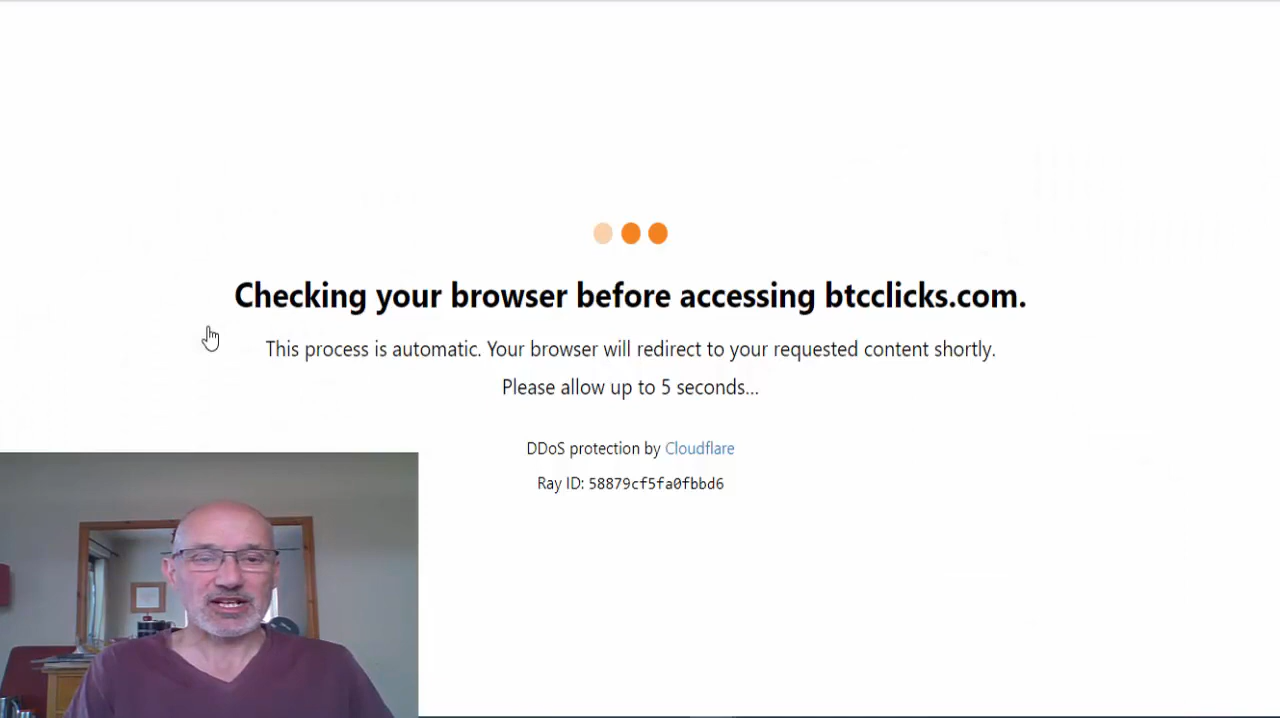 Checking your browser before accessing btcclicks.com.
This process is automatic. Your browser will redirect to your requested content shortly.
Please allow up to 5 seconds...
DDoS protection by Cloudflare
Ray ID: 58879cf5fa0fbbd6